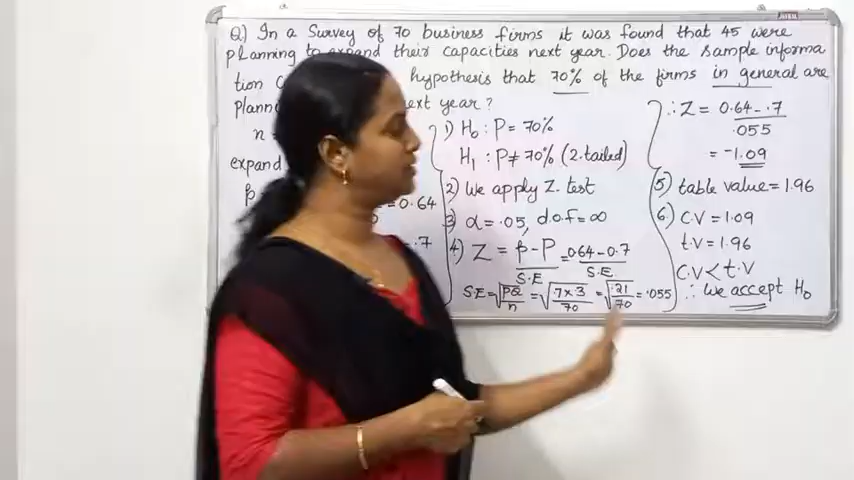 Q) In a Survey of 70 business firms it was found that 45 were
planning to expand their capacities next year. Does the sample informa
tion hypothesis that 70% of the firms in general are
Plann next year?
n =
expand
p = 0.64
.7
1) H₀ : P = 70%
H₁ : P ≠ 70% (2.tailed)
2) We apply Z. test
3) α = .05, d.o.f = ∞
4) Z = p - P / S.E = 0.64 - 0.7 / S.E.
S.E = √PQ/n = √.7 x .3/70 = √.21/70 = .055
∴ Z = 0.64 - .7 / .055
= -1.09
5) table value = 1.96
6) C.V = 1.09
t.V = 1.96
C.V < t.V
∴ We accept H₀